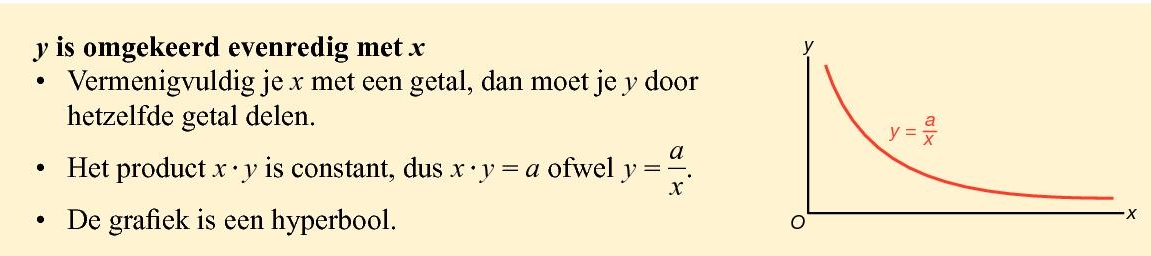 y is omgekeerd evenredig met x
• Vermenigvuldig je x met een getal, dan moet je y door
hetzelfde getal delen.
• Het product x · y is constant, dus x · y = a ofwel y = a/x.
• De grafiek is een hyperbool.
y
y = a/x
O
x